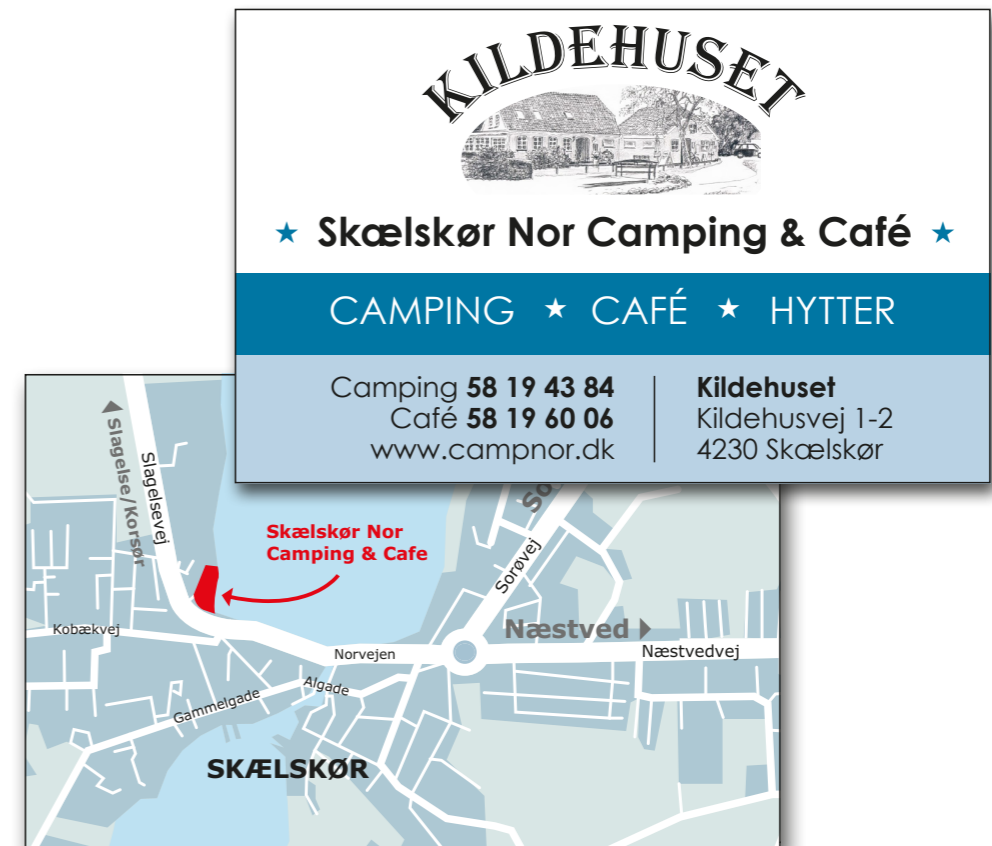 KILDEHUSET
Skælskør Nor Camping & Café
CAMPING ★ CAFÉ ★ HYTTER
Camping 58 19 43 84
Café 58 19 60 06
www.campnor.dk
Kildehuset
Kildehusvej 1-2
4230 Skælskør
Slagelse/Korsør
Slagelsevej
Skælskør Nor
Camping & Cafe
Sorøvej
Kobækvej
Norvejen
Næstved
Næstvedvej
Algade
Gammelgade
SKÆLSKØR